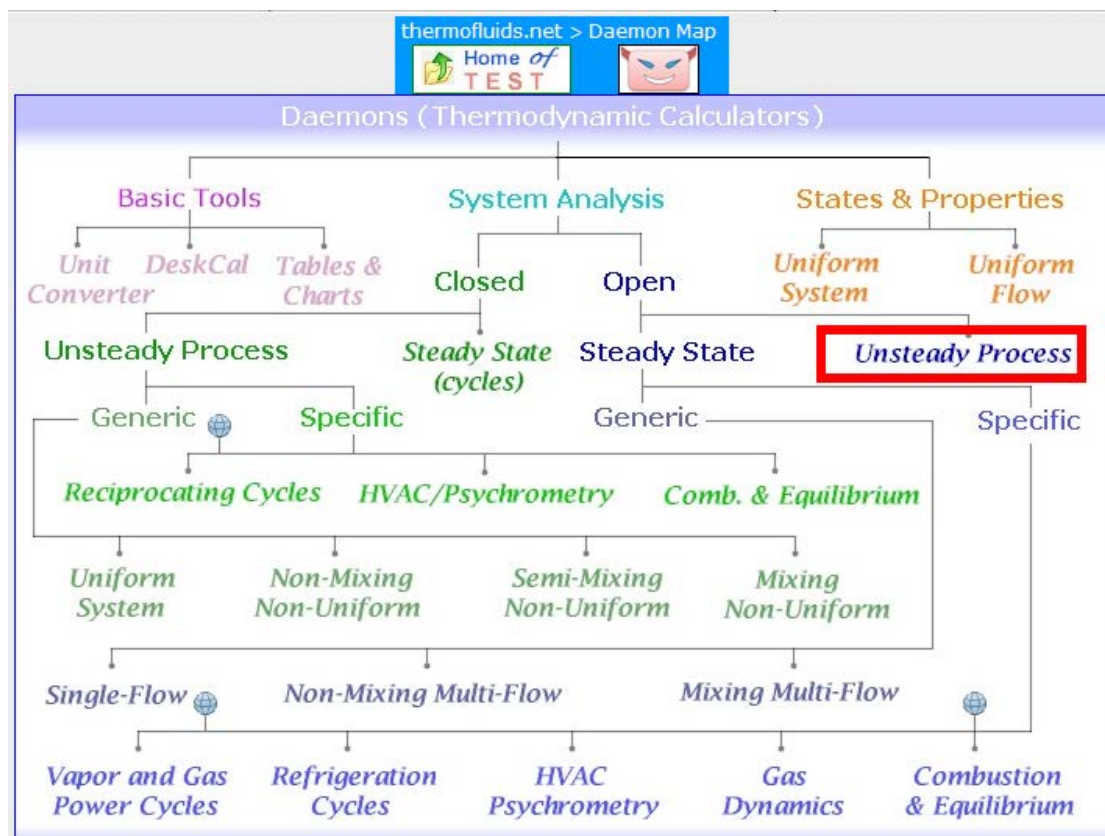 thermofluids.net > Daemon Map
Home of
TEST
Daemons (Thermodynamic Calculators)
Basic Tools
System Analysis
States & Properties
Unit
Converter
DeskCal
Tables &
Charts
Closed
Open
Uniform
System
Uniform
Flow
Unsteady Process
Steady State
(cycles)
Steady State
Unsteady Process
Generic
Specific
Generic
Specific
Reciprocating Cycles
HVAC/Psychrometry
Comb. & Equilibrium
Uniform
System
Non-Mixing
Non-Uniform
Semi-Mixing
Non-Uniform
Mixing
Non-Uniform
Single-Flow
Non-Mixing Multi-Flow
Mixing Multi-Flow
Vapor and Gas
Power Cycles
Refrigeration
Cycles
HVAC
Psychrometry
Gas
Dynamics
Combustion
& Equilibrium